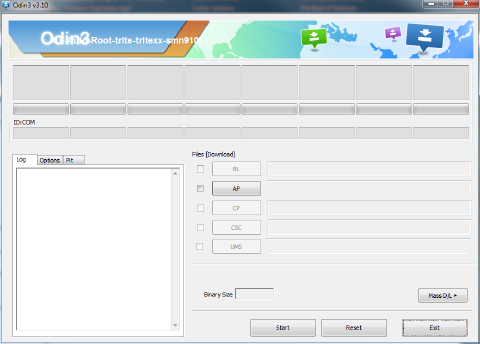 Odin3 v3.10
Odin3
-Root-trlte-trltexx-smn910
ID:COM
Log
Options
Pit
Files [Download]
BL
AP
CP
CSC
UMS
Binary Size
Mass D/L ►
Start
Reset
Exit